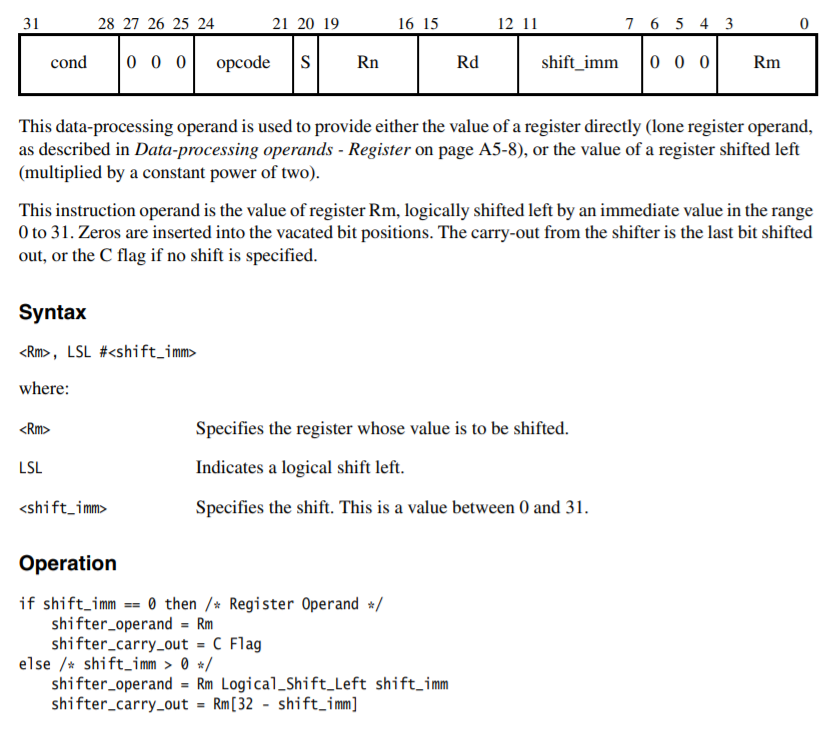 31 28 27 26 25 24 21 20 19 16 15 12 11 7 6 5 4 3 0
cond 0 0 0 opcode S Rn Rd shift_imm 0 0 0 Rm
This data-processing operand is used to provide either the value of a register directly (lone register operand,
as described in Data-processing operands - Register on page A5-8), or the value of a register shifted left
(multiplied by a constant power of two).
This instruction operand is the value of register Rm, logically shifted left by an immediate value in the range
0 to 31. Zeros are inserted into the vacated bit positions. The carry-out from the shifter is the last bit shifted
out, or the C flag if no shift is specified.
Syntax
<Rm>, LSL #<shift_imm>
where:
<Rm> Specifies the register whose value is to be shifted.
LSL Indicates a logical shift left.
<shift_imm> Specifies the shift. This is a value between 0 and 31.
Operation
if shift_imm == 0 then /* Register Operand */
shifter_operand = Rm
shifter_carry_out = C Flag
else /* shift_imm > 0 */
shifter_operand = Rm Logical_Shift_Left shift_imm
shifter_carry_out = Rm[32 - shift_imm]